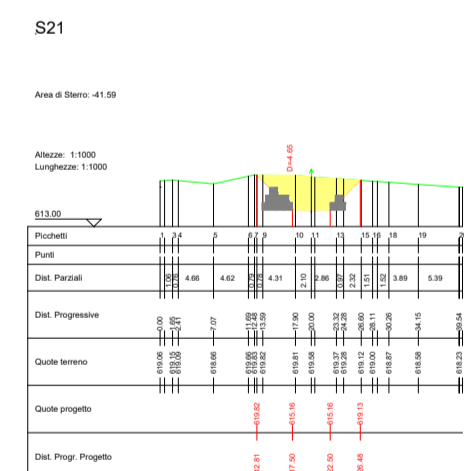 S21
Area di Sterro: -41.59
Altezze: 1:1000
Lunghezze: 1:1000
D=4.65
613.00
Picchetti 1 3 4 5 6 7 9 10 11 13 15 16 18 19
Punti
Dist. Parziali 1.06 0.76 4.66 4.62 0.79 0.78 4.31 2.10 2.86 0.97 2.32 1.51 1.52 3.89 5.39
Dist. Progressive 0.00 1.65 2.41 7.07 11.69 12.48 13.59 17.90 20.00 23.32 24.28 26.60 28.11 30.26 34.15 39.54
Quote terreno 619.06 619.15 619.09 618.66 619.66 619.83 619.82 619.81 619.58 619.37 619.28 619.12 619.00 618.87 618.58 618.23
Quote progetto 619.82 615.16 615.16 619.13
Dist. Progr. Progetto 12.81 17.50 22.50 26.48